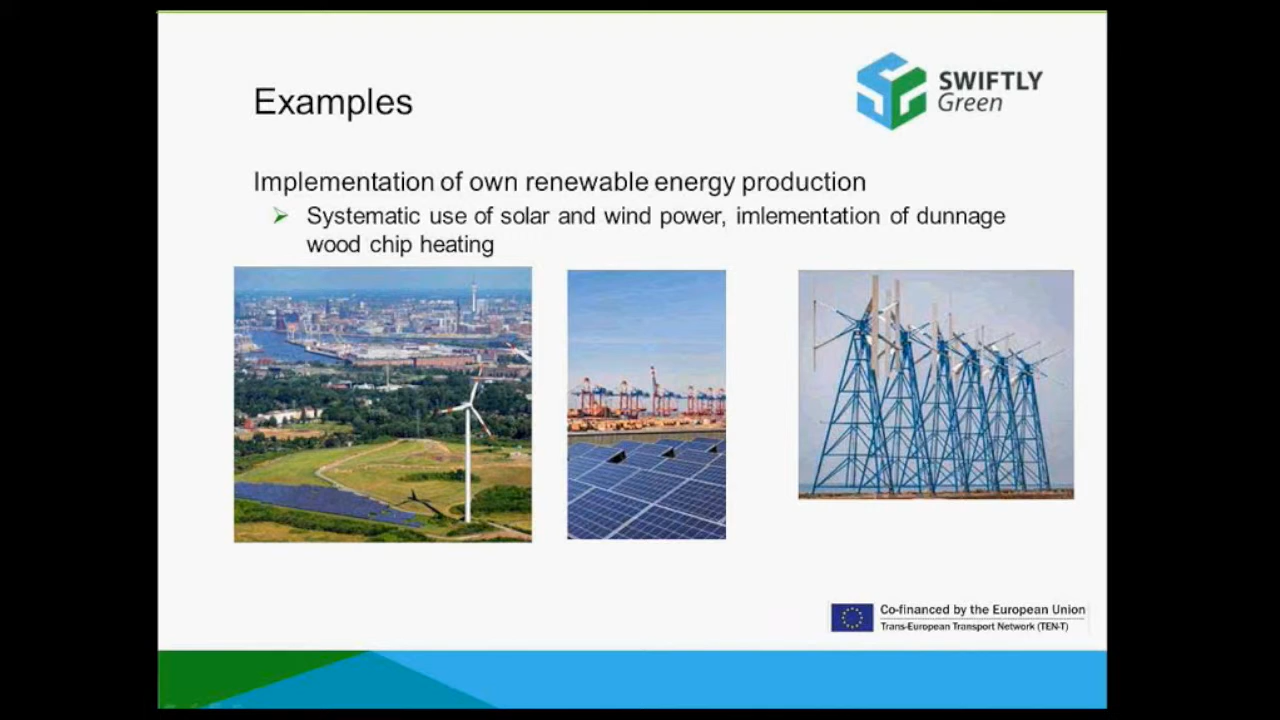 SWIFTLY
Green
Examples
Implementation of own renewable energy production
Systematic use of solar and wind power, imlementation of dunnage
wood chip heating
Co-financed by the European Union
Trans-European Transport Network (TEN-T)